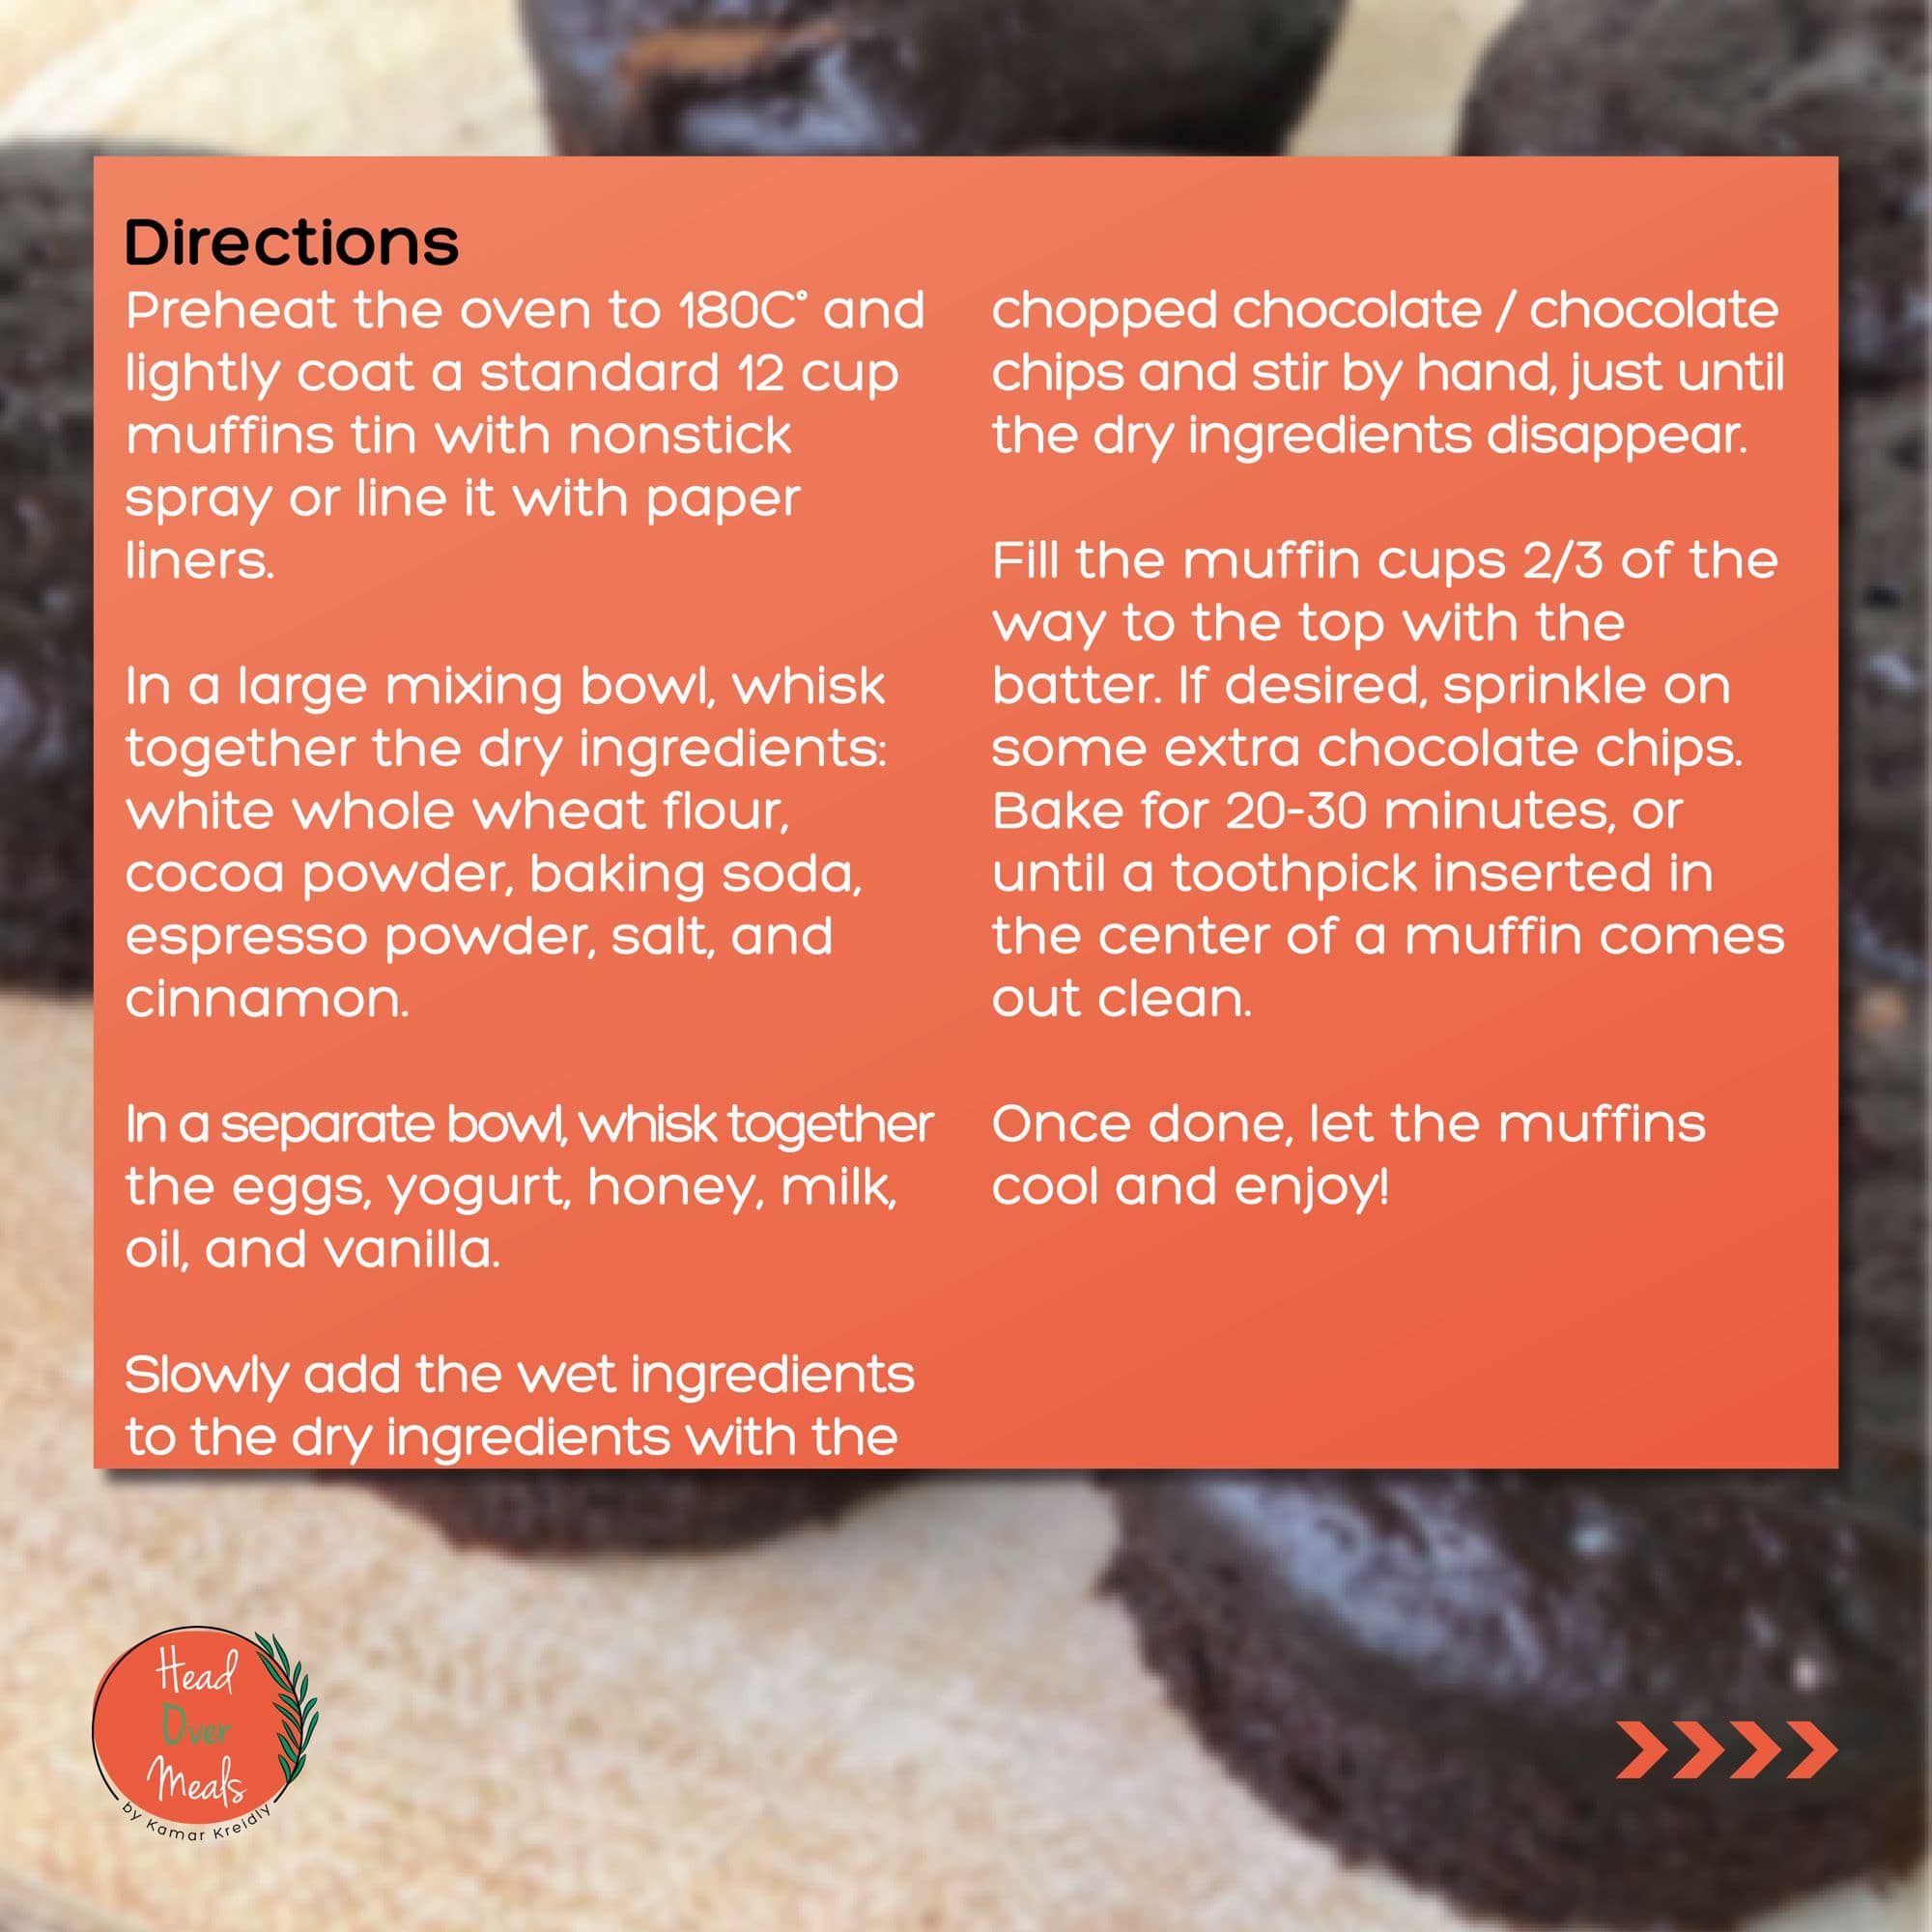 Directions
Preheat the oven to 180C° and
lightly coat a standard 12 cup
muffins tin with nonstick
spray or line it with paper
liners.
In a large mixing bowl, whisk
together the dry ingredients:
white whole wheat flour,
cocoa powder, baking soda,
espresso powder, salt, and
cinnamon.
In a separate bowl, whisk together
the eggs, yogurt, honey, milk,
oil, and vanilla.
Slowly add the wet ingredients
to the dry ingredients with the
chopped chocolate / chocolate
chips and stir by hand, just until
the dry ingredients disappear.
Fill the muffin cups 2/3 of the
way to the top with the
batter. If desired, sprinkle on
some extra chocolate chips.
Bake for 20-30 minutes, or
until a toothpick inserted in
the center of a muffin comes
out clean.
Once done, let the muffins
cool and enjoy!
Head
Over
Meals
by Kamar Kreidly